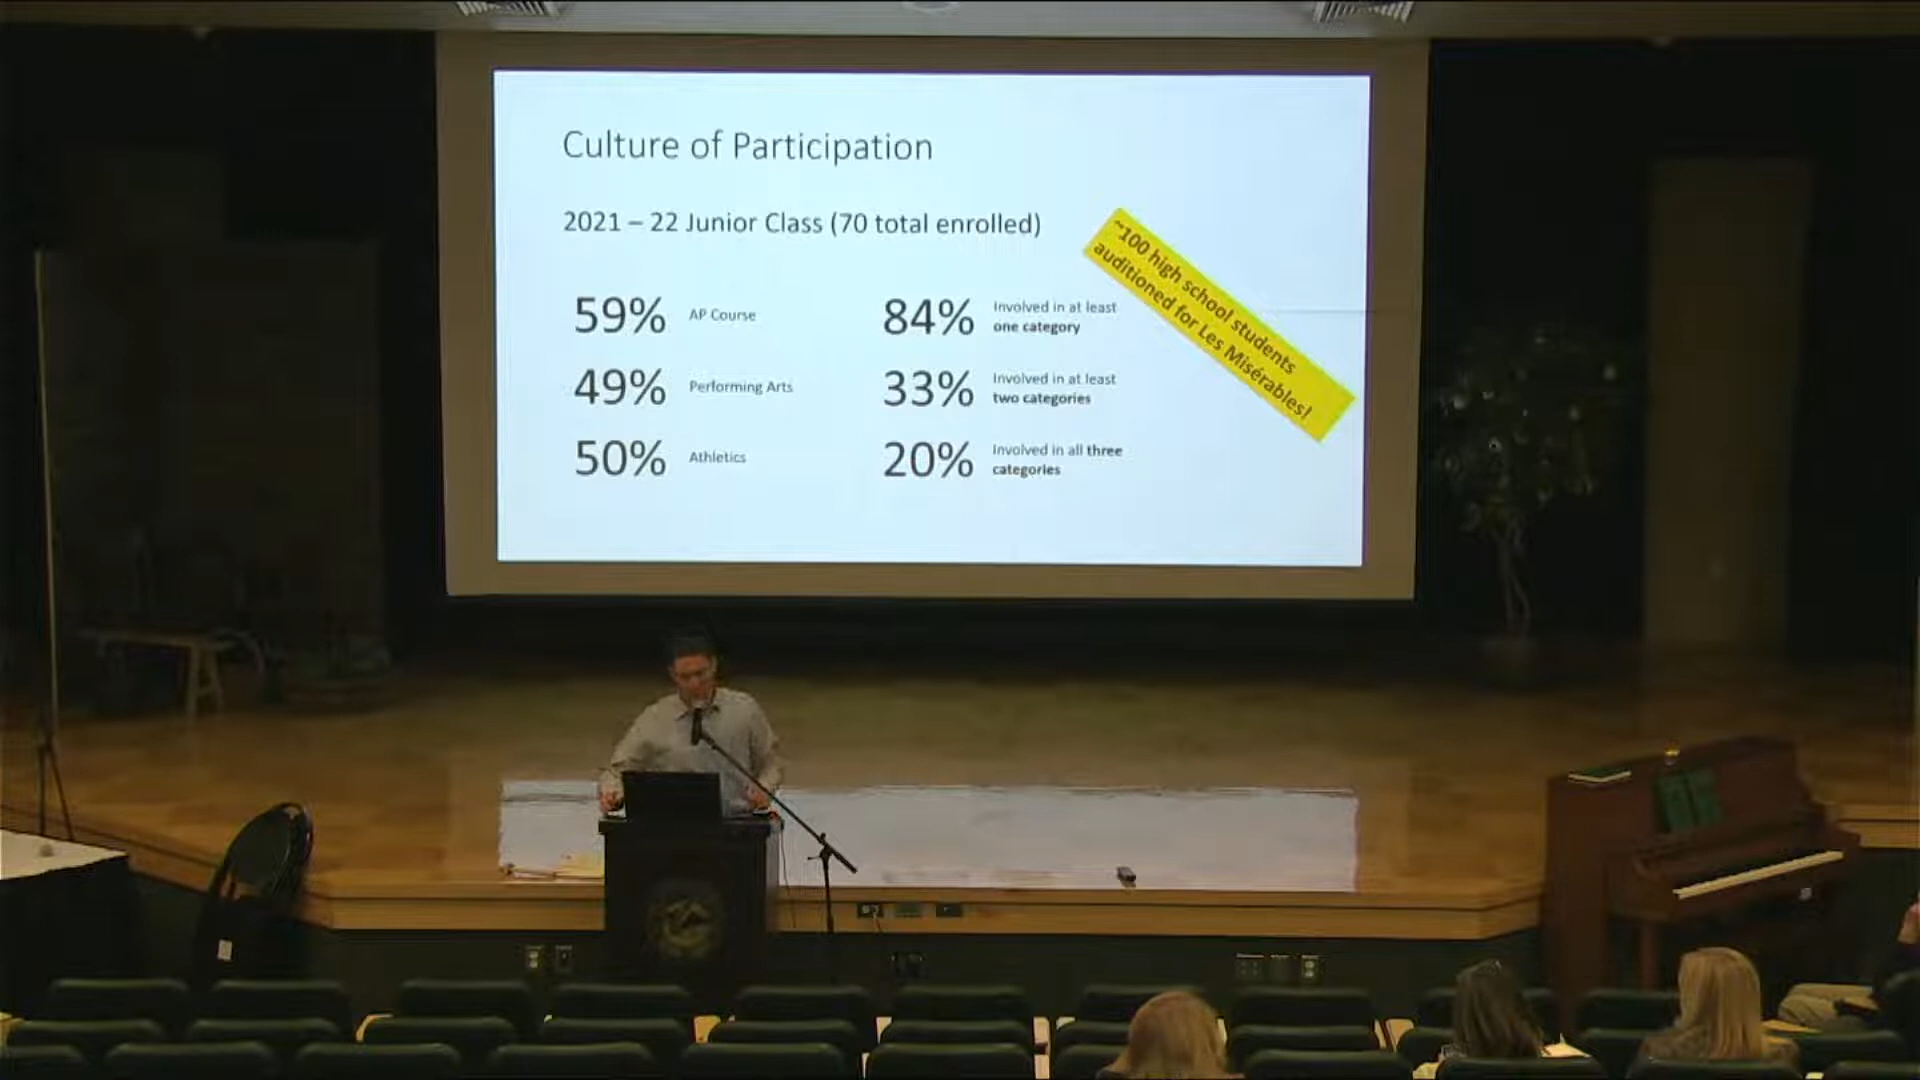 Culture of Participation
2021 – 22 Junior Class (70 total enrolled)
~100 high school students
auditioned for Les Misérables!
59% AP Course
84% Involved in at least
one category
49% Performing Arts
33% Involved in at least
two categories
50% Athletics
20% Involved in all three
categories